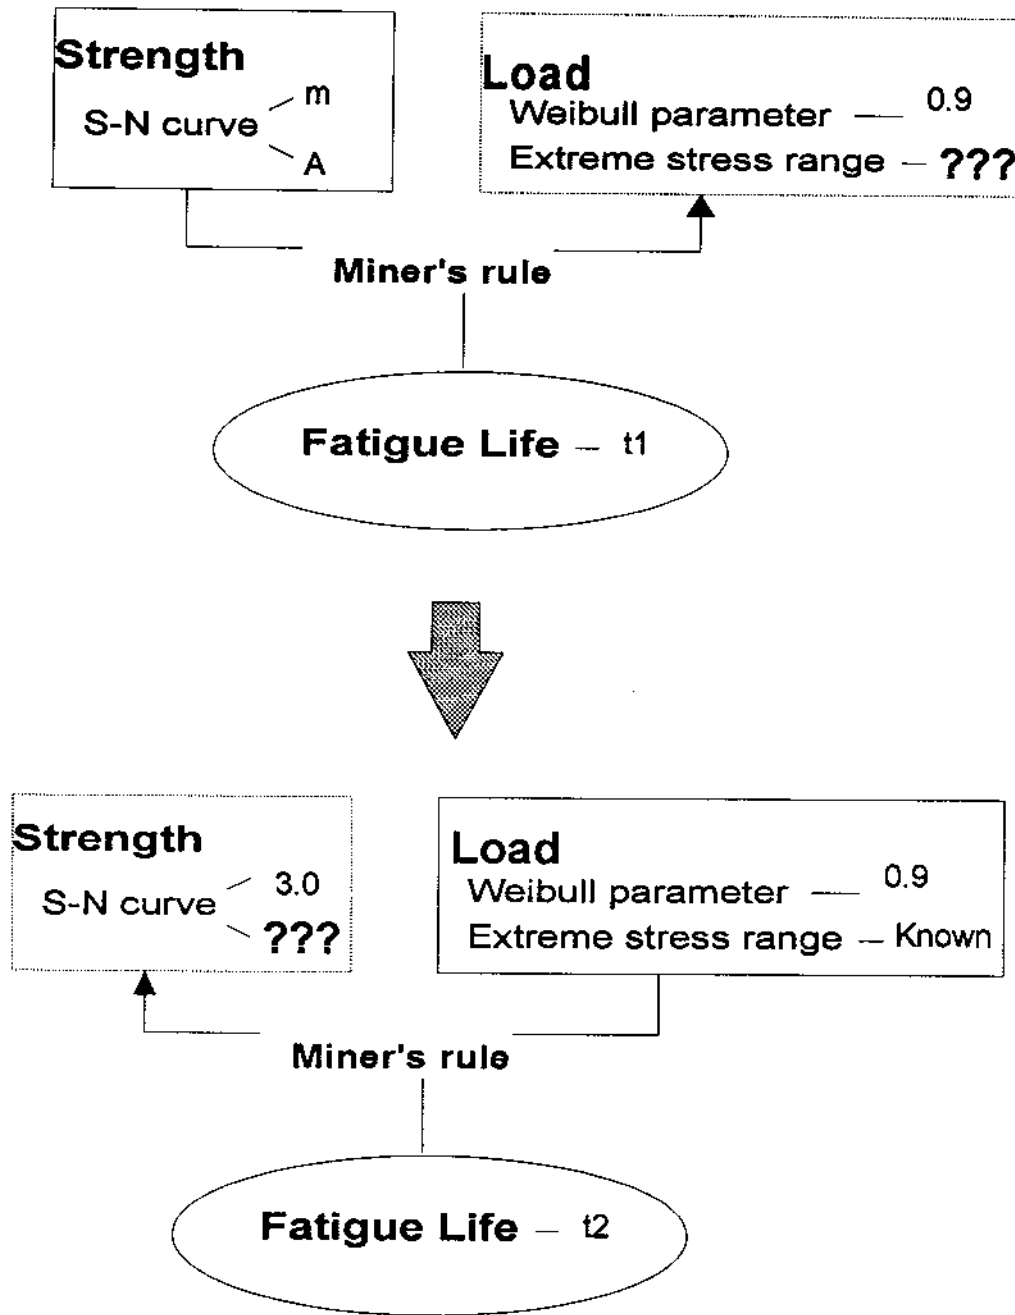 Strength
S-N curve
m
A
Load
Weibull parameter — 0.9
Extreme stress range – ???
Miner's rule
Fatigue Life – t1
Strength
S-N curve
3.0
???
Load
Weibull parameter — 0.9
Extreme stress range – Known
Miner's rule
Fatigue Life – t2